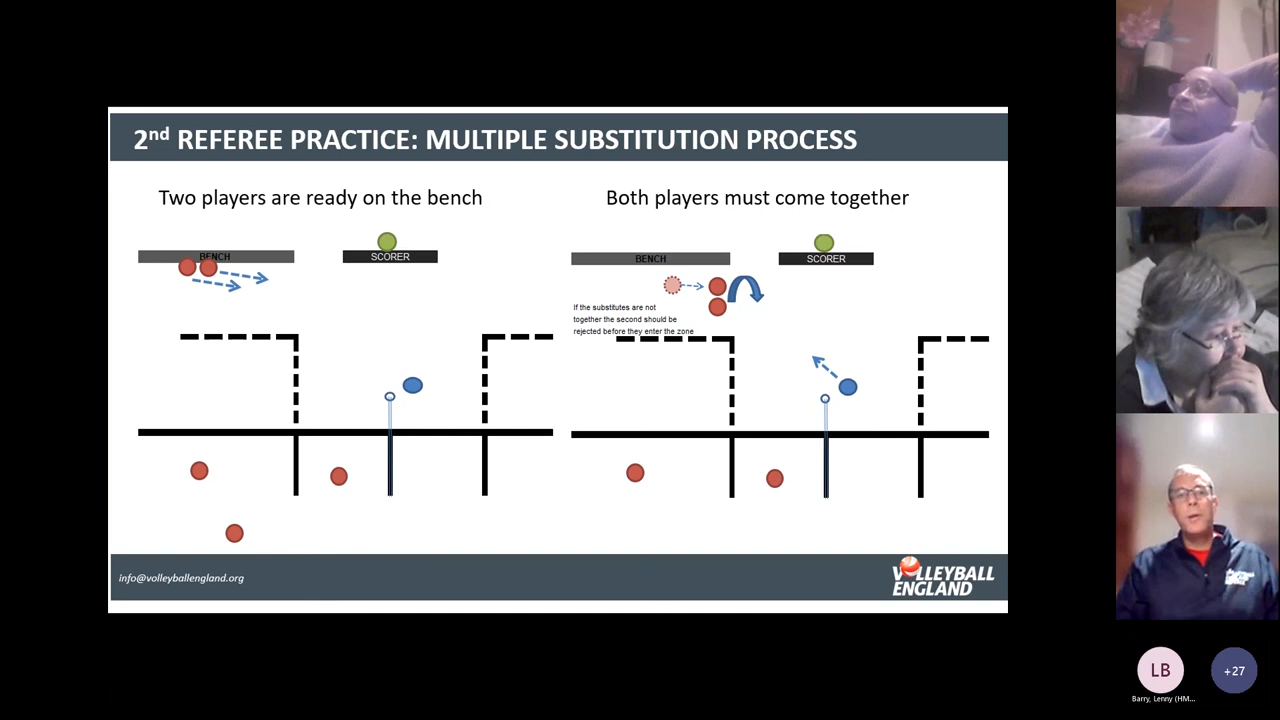 2nd REFEREE PRACTICE: MULTIPLE SUBSTITUTION PROCESS
Two players are ready on the bench
Both players must come together
BENCH
SCORER
BENCH
SCORER
If the substitutes are not
together the second should be
rejected before they enter the zone
info@volleyballengland.org
VOLLEYBALL
ENGLAND
LB
+27
Barry, Lenny (HM...